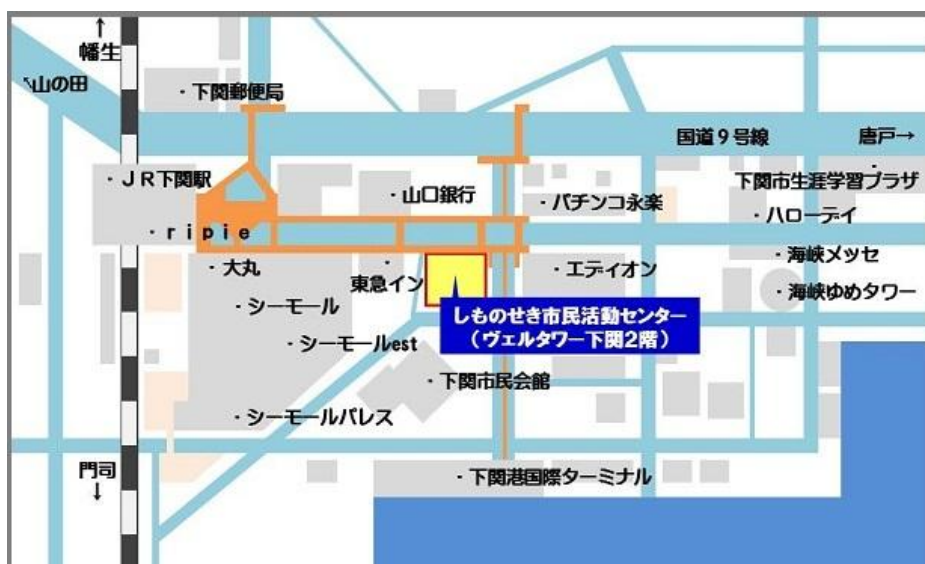 ↑
幡生
↖山の田
・下関郵便局
国道9号線
唐戸→
・JR下関駅
・山口銀行
・パチンコ永楽
・下関市生涯学習プラザ
・ハローデイ
・ripie
・大丸
・東急イン
・エディオン
・海峡メッセ
・海峡ゆめタワー
・シーモール
しものせき市民活動センター
（ヴェルタワー下関2階）
・シーモールest
・下関市民会館
・シーモールパレス
門司
↓
・下関港国際ターミナル